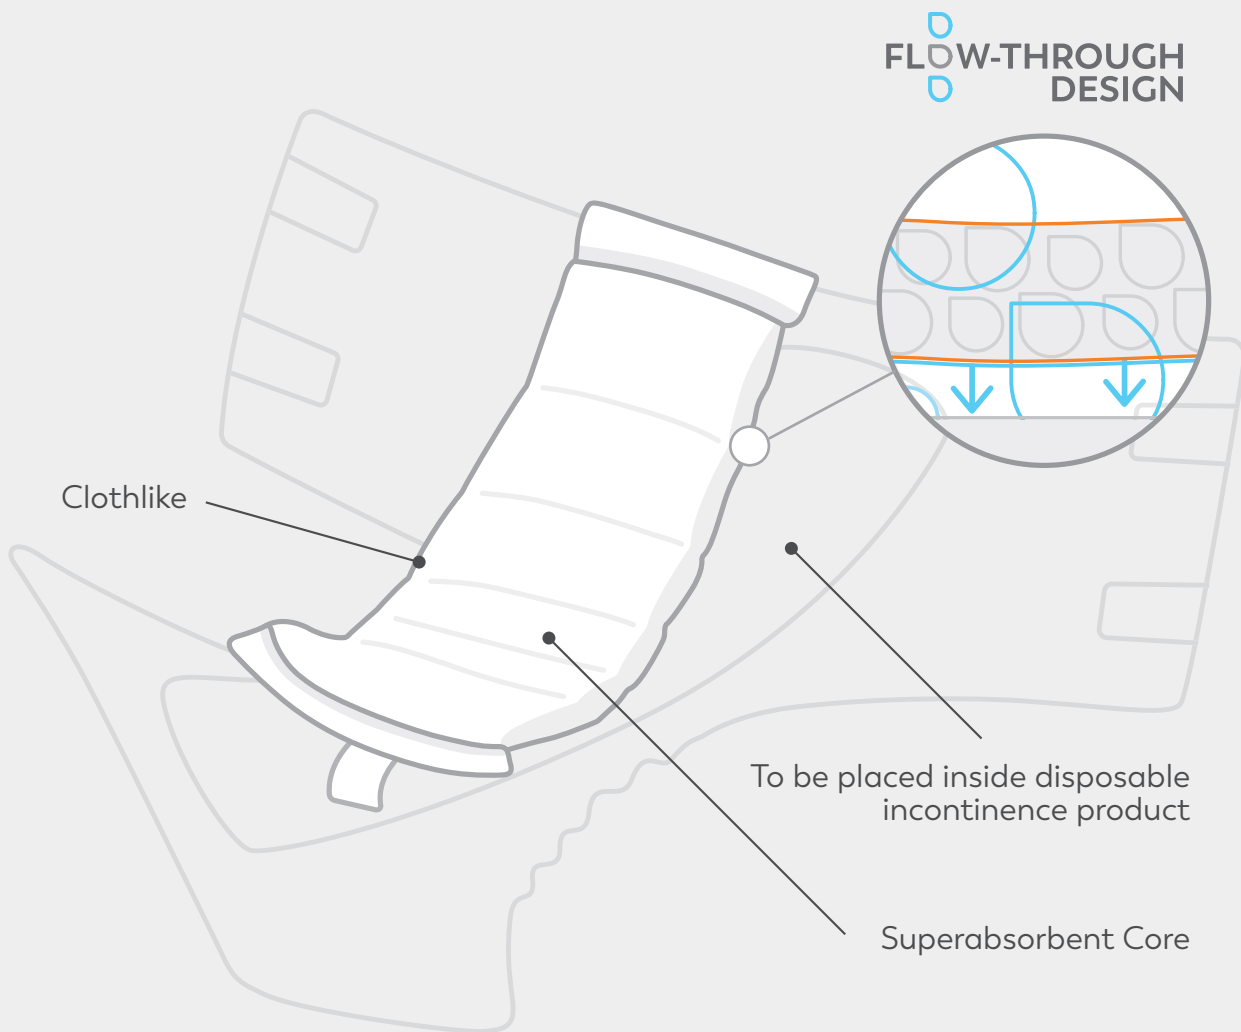 FLOW-THROUGH
DESIGN
Clothlike
To be placed inside disposable
incontinence product
Superabsorbent Core